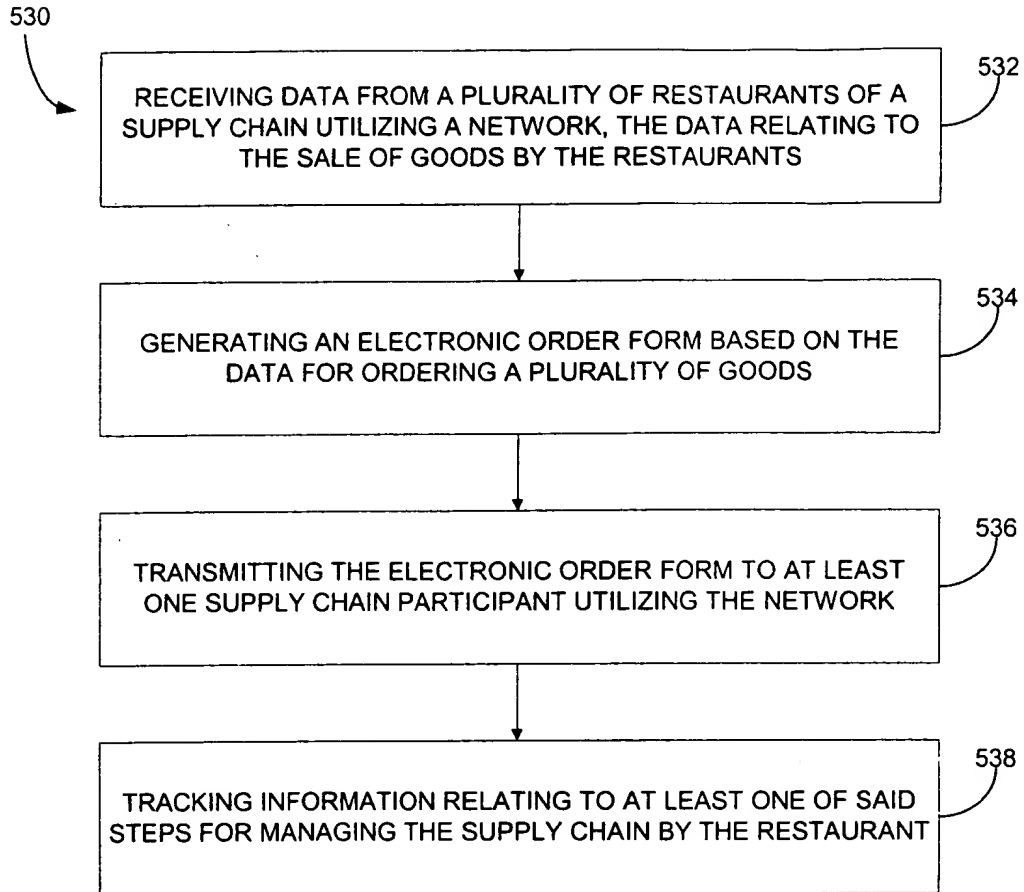 530
532
RECEIVING DATA FROM A PLURALITY OF RESTAURANTS OF A
SUPPLY CHAIN UTILIZING A NETWORK, THE DATA RELATING TO
THE SALE OF GOODS BY THE RESTAURANTS
534
GENERATING AN ELECTRONIC ORDER FORM BASED ON THE
DATA FOR ORDERING A PLURALITY OF GOODS
536
TRANSMITTING THE ELECTRONIC ORDER FORM TO AT LEAST
ONE SUPPLY CHAIN PARTICIPANT UTILIZING THE NETWORK
538
TRACKING INFORMATION RELATING TO AT LEAST ONE OF SAID
STEPS FOR MANAGING THE SUPPLY CHAIN BY THE RESTAURANT